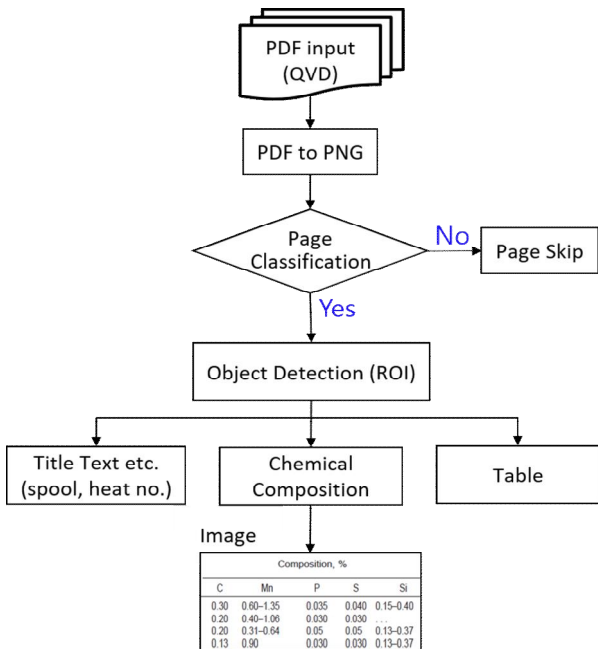 PDF input
(QVD)
PDF to PNG
Page
Classification
No
Page Skip
Yes
Object Detection (ROI)
Title Text etc.
(spool, heat no.)
Chemical
Composition
Table
Image
Composition, %
C Mn P S Si
0.30 0.60–1.35 0.035 0.040 0.15–0.40
0.20 0.40–1.06 0.030 0.030 ...
0.20 0.31–0.64 0.05 0.05 0.13–0.37
0.13 0.90 0.030 0.030 0.13–0.37